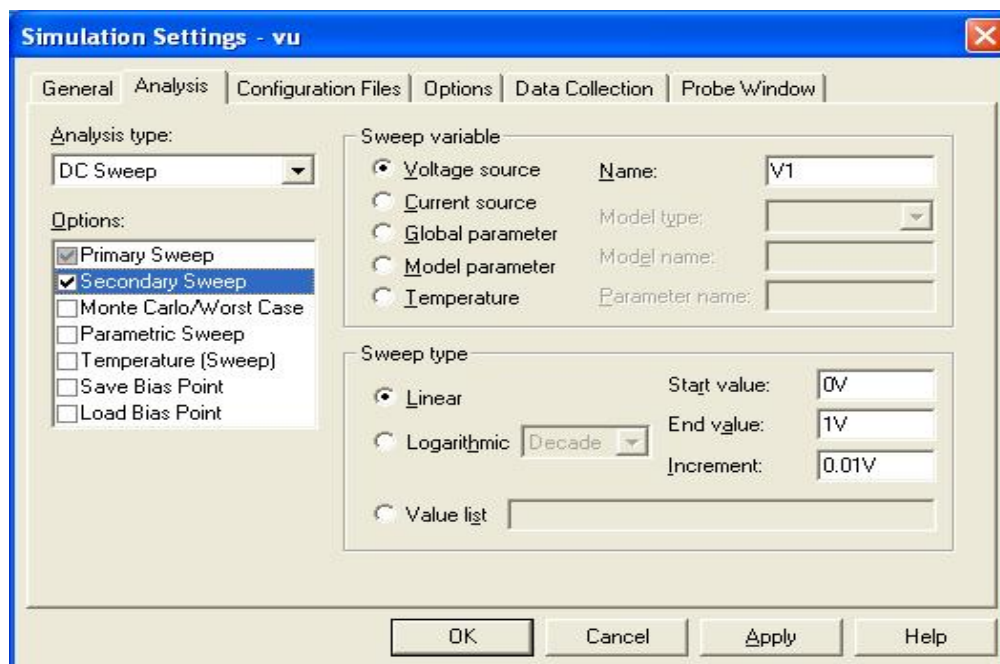 Simulation Settings - vu
General Analysis Configuration Files Options Data Collection Probe Window
Analysis type:
DC Sweep
Options:
Primary Sweep
Secondary Sweep
Monte Carlo/Worst Case
Parametric Sweep
Temperature (Sweep)
Save Bias Point
Load Bias Point
Sweep variable
Voltage source
Current source
Global parameter
Model parameter
Temperature
Name: V1
Model type:
Model name:
Parameter name:
Sweep type
Linear
Logarithmic Decade
Value list
Start value: 0V
End value: 1V
Increment: 0.01V
OK Cancel Apply Help